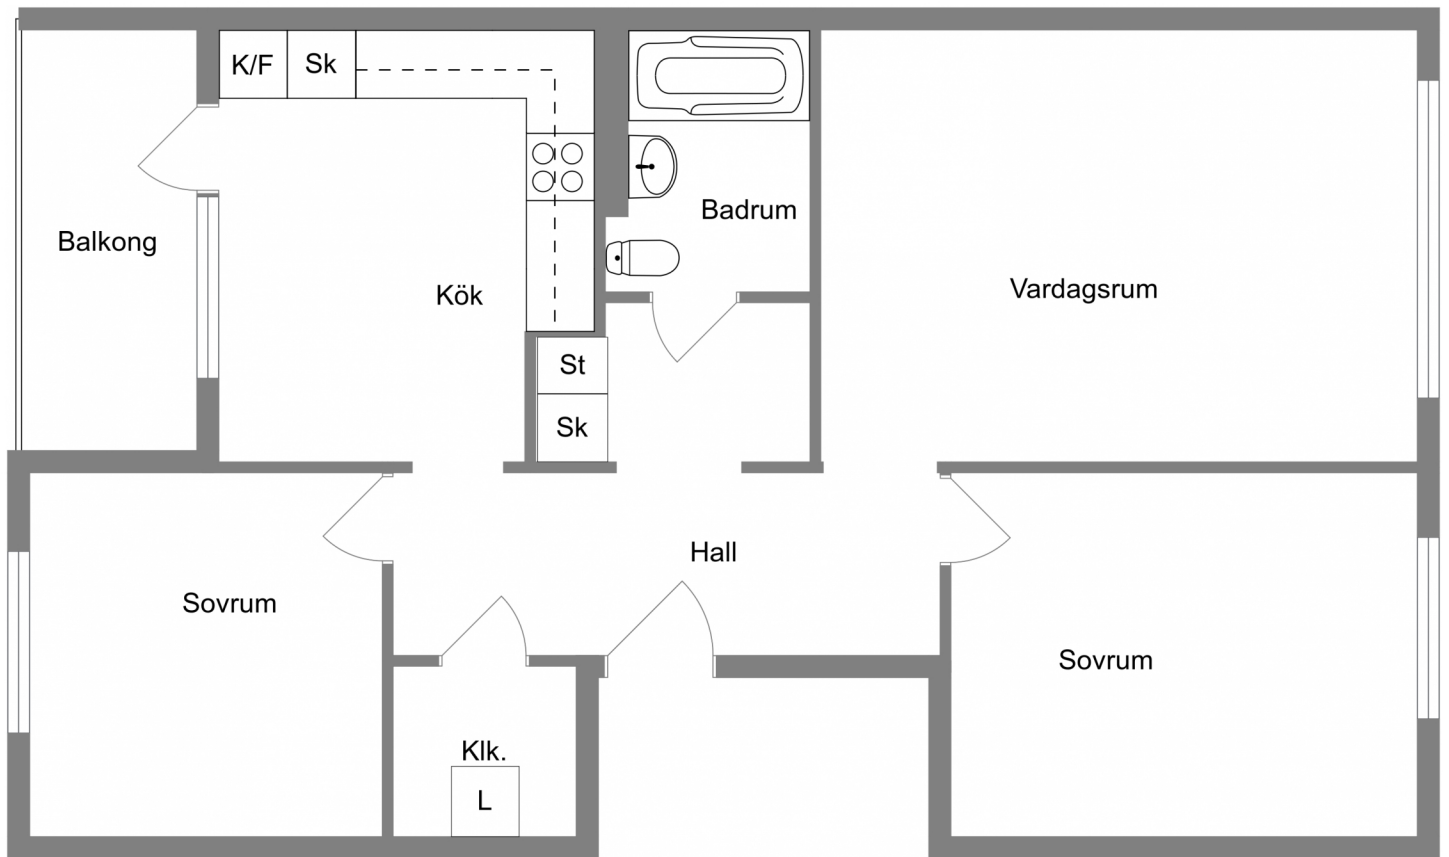 K/F
Sk
Badrum
Balkong
Kök
Vardagsrum
St
Sk
Hall
Sovrum
Sovrum
Klk.
L